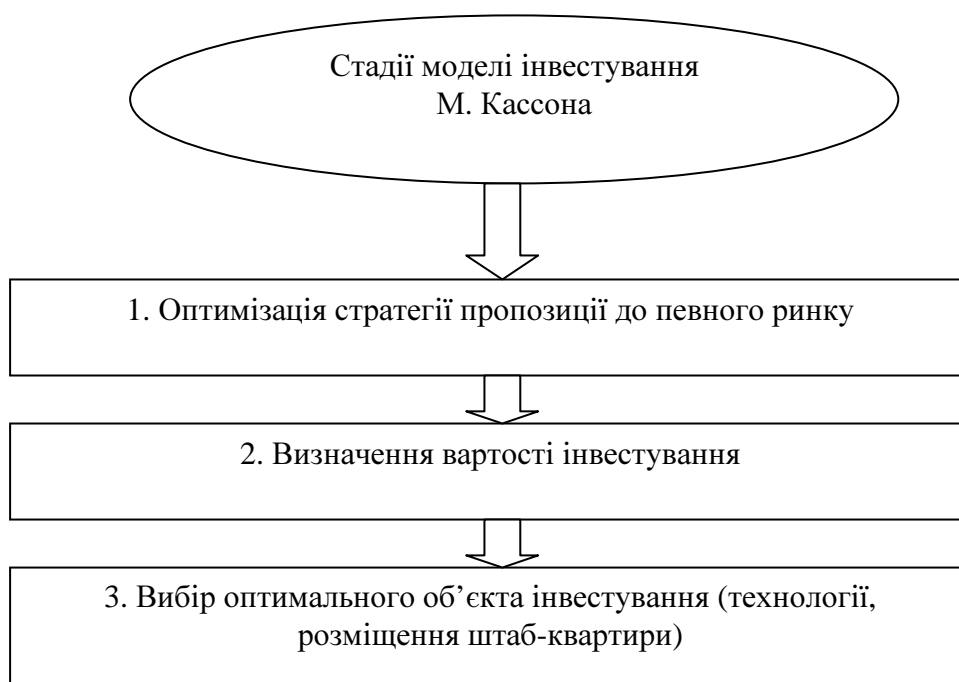 Стадії моделі інвестування
М. Кассона
1. Оптимізація стратегії пропозиції до певного ринку
2. Визначення вартості інвестування
3. Вибір оптимального об’єкта інвестування (технології,
розміщення штаб-квартири)